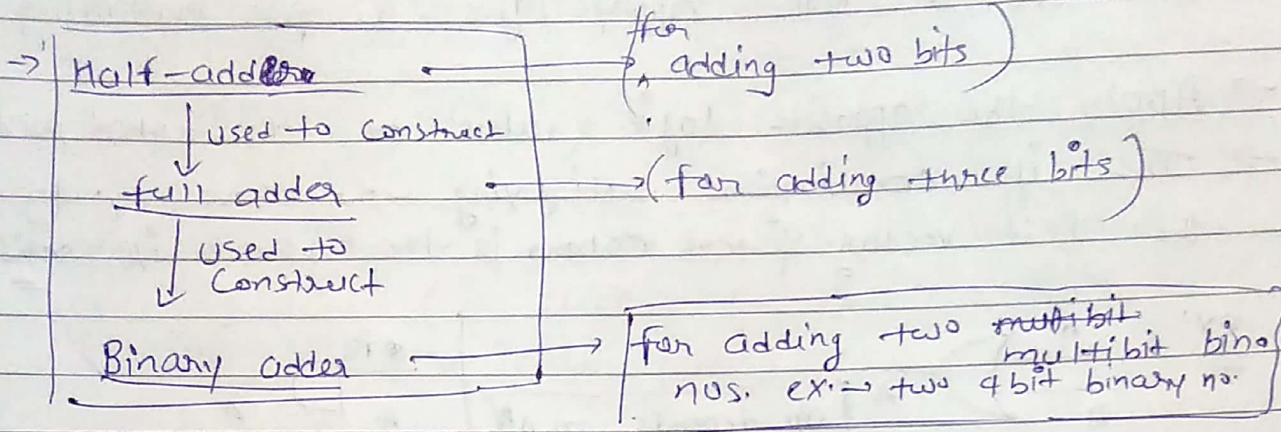 → Half-adder → (for adding two bits)
used to construct
full adder → (for adding three bits)
used to
Construct
Binary adder → for adding two multibit
multibit bina
nos. ex. → two 4 bit binary no.